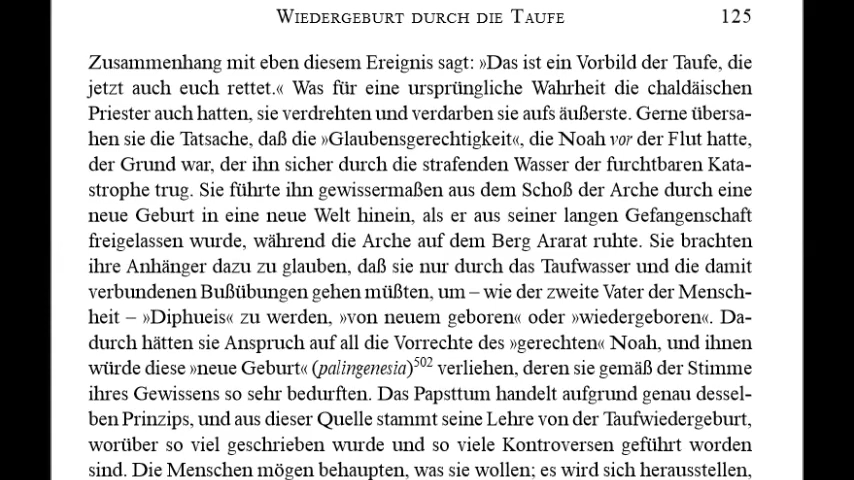 WIEDERGEBURT DURCH DIE TAUFE 125
Zusammenhang mit eben diesem Ereignis sagt: »Das ist ein Vorbild der Taufe, die
jetzt auch euch rettet.« Was für eine ursprüngliche Wahrheit die chaldäischen
Priester auch hatten, sie verdrehten und verdarben sie aufs äußerste. Gerne übersa-
hen sie die Tatsache, daß die »Glaubensgerechtigkeit«, die Noah vor der Flut hatte,
der Grund war, der ihn sicher durch die strafenden Wasser der furchtbaren Kata-
strophe trug. Sie führte ihn gewissermaßen aus dem Schoß der Arche durch eine
neue Geburt in eine neue Welt hinein, als er aus seiner langen Gefangenschaft
freigelassen wurde, während die Arche auf dem Berg Ararat ruhte. Sie brachten
ihre Anhänger dazu zu glauben, daß sie nur durch das Taufwasser und die damit
verbundenen Bußübungen gehen müßten, um – wie der zweite Vater der Mensch-
heit – »Diphueis« zu werden, »von neuem geboren« oder »wiedergeboren«. Da-
durch hätten sie Anspruch auf all die Vorrechte des »gerechten« Noah, und ihnen
würde diese »neue Geburt« (palingenesia)502 verliehen, deren sie gemäß der Stimme
ihres Gewissens so sehr bedurften. Das Papsttum handelt aufgrund genau dessel-
ben Prinzips, und aus dieser Quelle stammt seine Lehre von der Taufwiedergeburt,
worüber so viel geschrieben wurde und so viele Kontroversen geführt worden
sind. Die Menschen mögen behaupten, was sie wollen; es wird sich herausstellen,